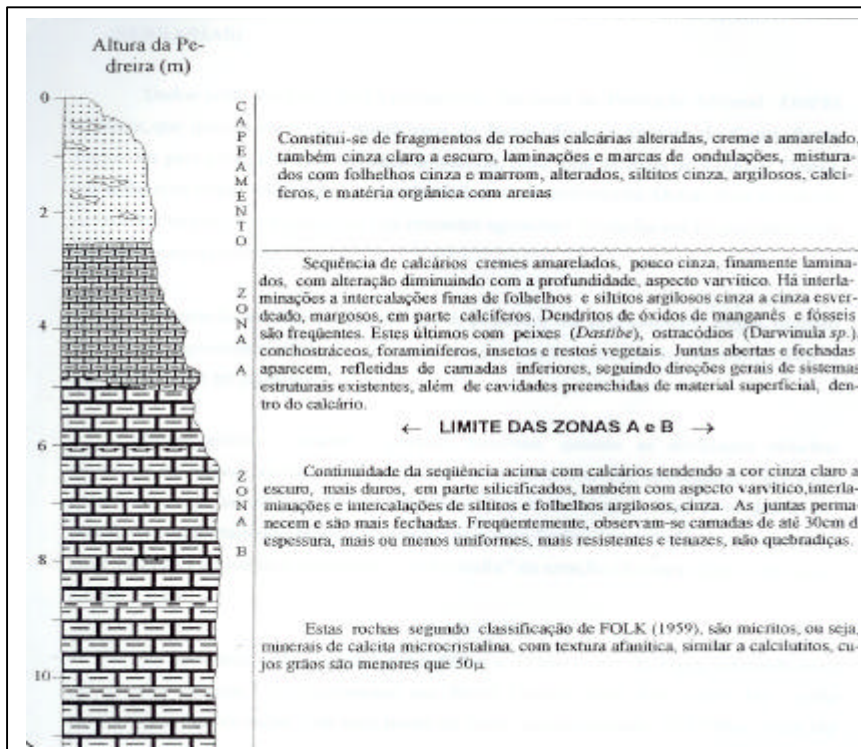 Altura da Pe-
dreira (m)
0
2
4
6
8
10
CAPEAMENTO
Constitui-se de fragmentos de rochas calcárias alteradas, creme a amarelado,
também cinza claro a escuro, laminações e marcas de ondulações, mistura-
dos com folhelhos cinza e marrom, alterados, siltitos cinza, argilosos, calcí-
feros, e matéria orgânica com areias
ZONA A
Sequência de calcários cremes amarelados, pouco cinza, finamente lamina-
dos, com alteração diminuindo com a profundidade, aspecto varvítico. Há interla-
minações a intercalações finas de folhelhos e siltitos argilosos cinza a cinza esver-
deado, margosos, em parte calcíferos. Dendritos de óxidos de manganês e fósseis
são freqüentes. Estes últimos com peixes (Dastibe), ostracódios (Darwinula sp.),
conchostráceos, foraminíferos, insetos e restos vegetais. Juntas abertas e fechadas
aparecem, refletidas de camadas inferiores, seguindo direções gerais de sistemas
estruturais existentes, além de cavidades preenchidas de material superficial, den-
tro do calcário.
← LIMITE DAS ZONAS A e B →
ZONA B
Continuidade da seqüência acima com calcários tendendo a cor cinza claro a
escuro, mais duros, em parte silicificados, também com aspecto varvítico,interla-
minações e intercalações de siltitos e folhelhos argilosos, cinza. As juntas perma-
necem e são mais fechadas. Freqüentemente, observam-se camadas de até 30cm d
espessura, mais ou menos uniformes, mais resistentes e tenazes, não quebradiças.
Estas rochas segundo classificação de FOLK (1959), são micritos, ou seja,
minerais de calcita microcristalina, com textura afanítica, similar a calcilutitos, cu-
jos grãos são menores que 50µ.